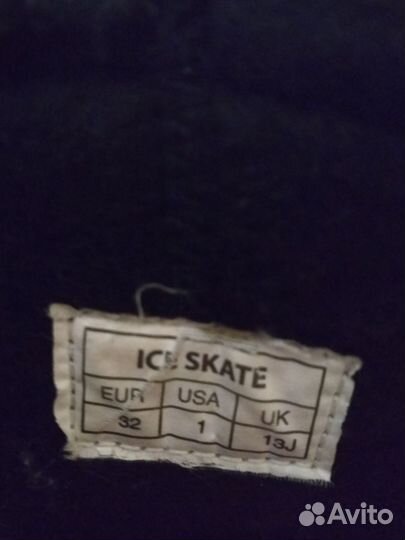 ICE SKATE
EUR USA UK
32 1 13J
Avito